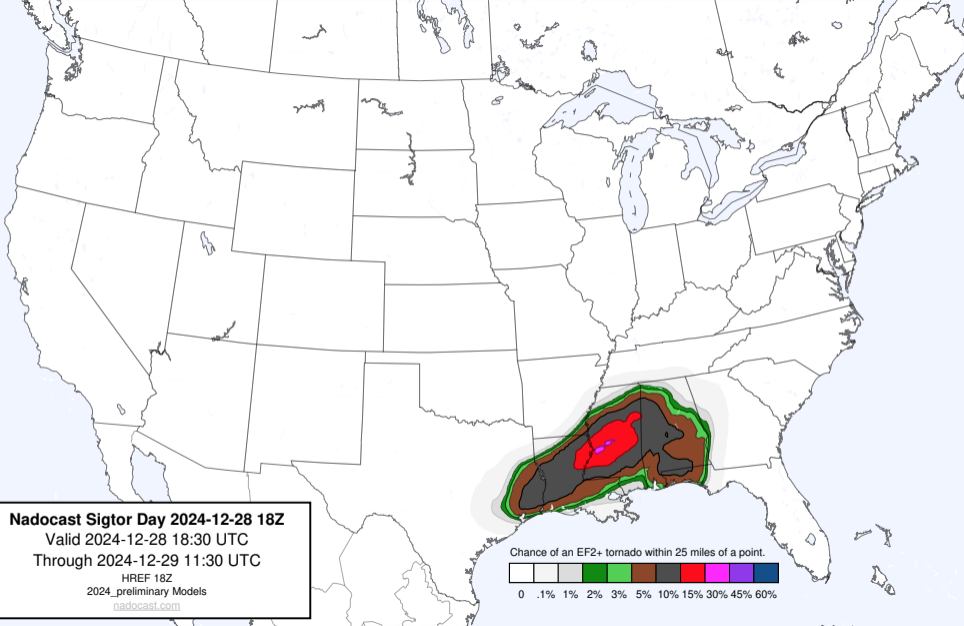 Nadocast Sigtor Day 2024-12-28 18Z
Valid 2024-12-28 18:30 UTC
Through 2024-12-29 11:30 UTC
HREF 18Z
2024_preliminary Models
nadocast.com
Chance of an EF2+ tornado within 25 miles of a point.
0 .1% 1% 2% 3% 5% 10% 15% 30% 45% 60%